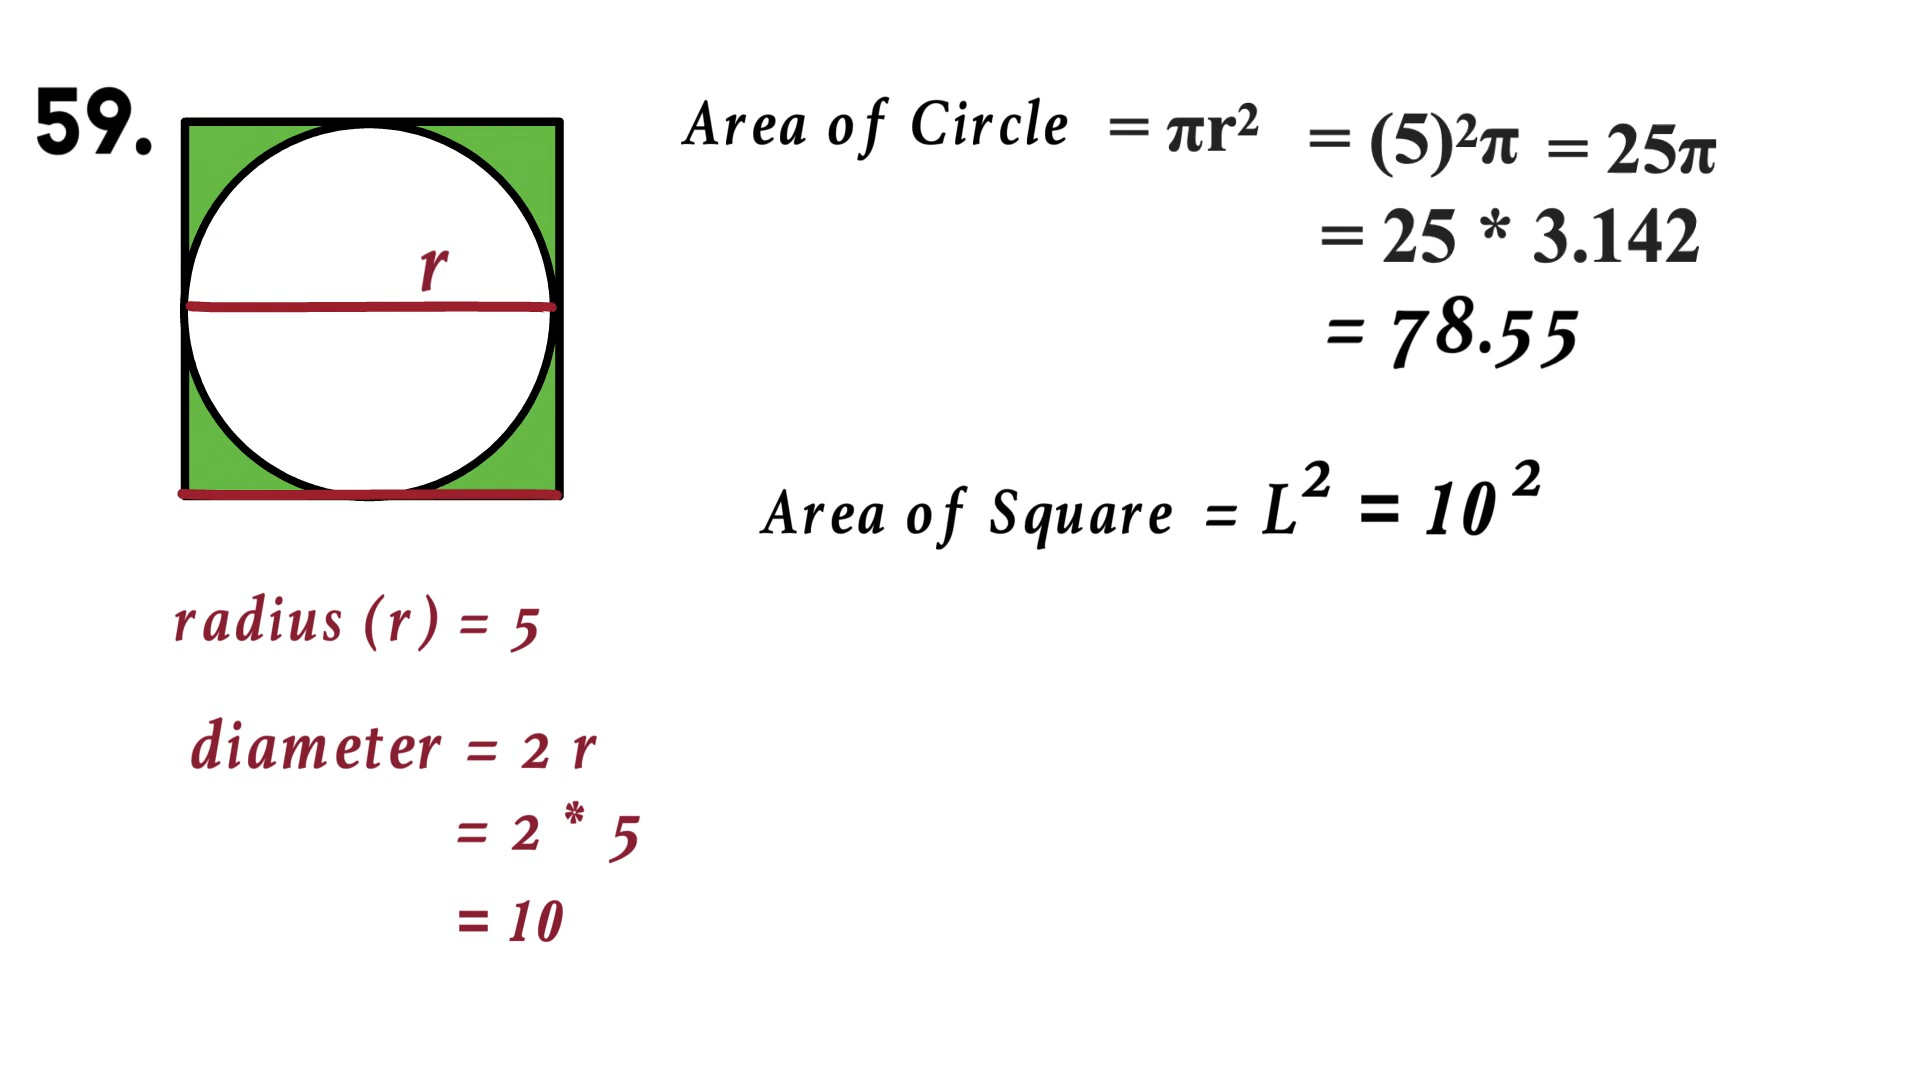 59.
r
Area of Circle = πr² = (5)²π = 25π
= 25 * 3.142
= 78.55
Area of Square = L² = 10²
radius (r) = 5
diameter = 2 r
= 2 * 5
= 10